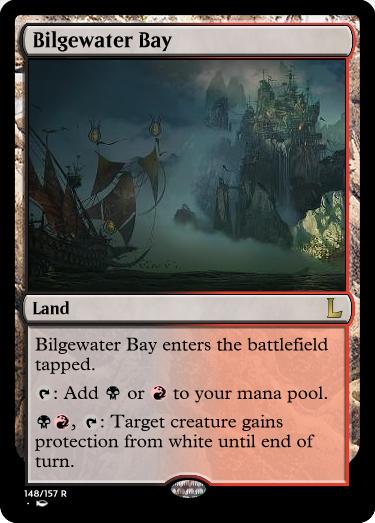 Bilgewater Bay
Land
L
Bilgewater Bay enters the battlefield
tapped.
: Add or to your mana pool.
, : Target creature gains
protection from white until end of
turn.
148/157 R